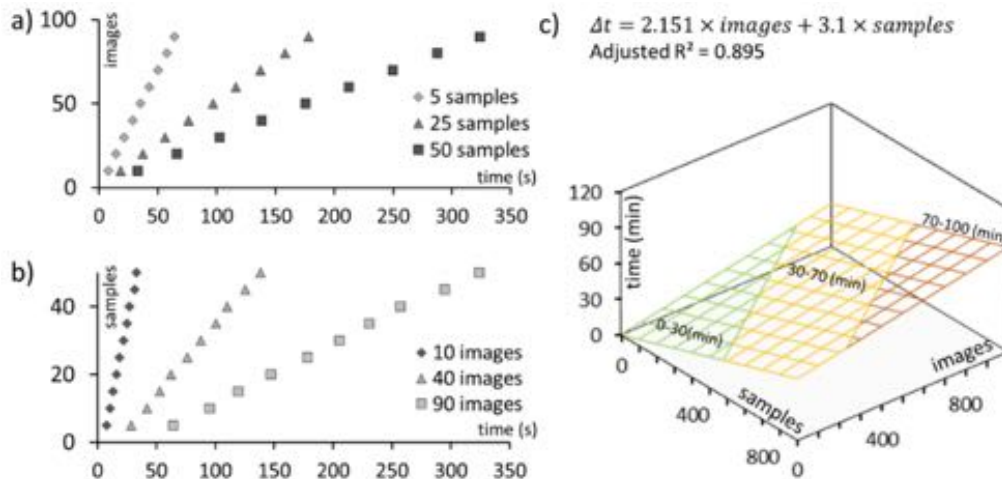 a)
images
100
50
0
5 samples
25 samples
50 samples
time (s)
0 50 100 150 200 250 300 350
b)
samples
40
20
0
10 images
40 images
90 images
time (s)
0 50 100 150 200 250 300 350
c)
Δt = 2.151 × images + 3.1 × samples
Adjusted R² = 0.895
time (min)
120
90
60
30
0
70-100 (min)
30-70 (min)
0-30(min)
samples
0
400
800
images
0
400
800